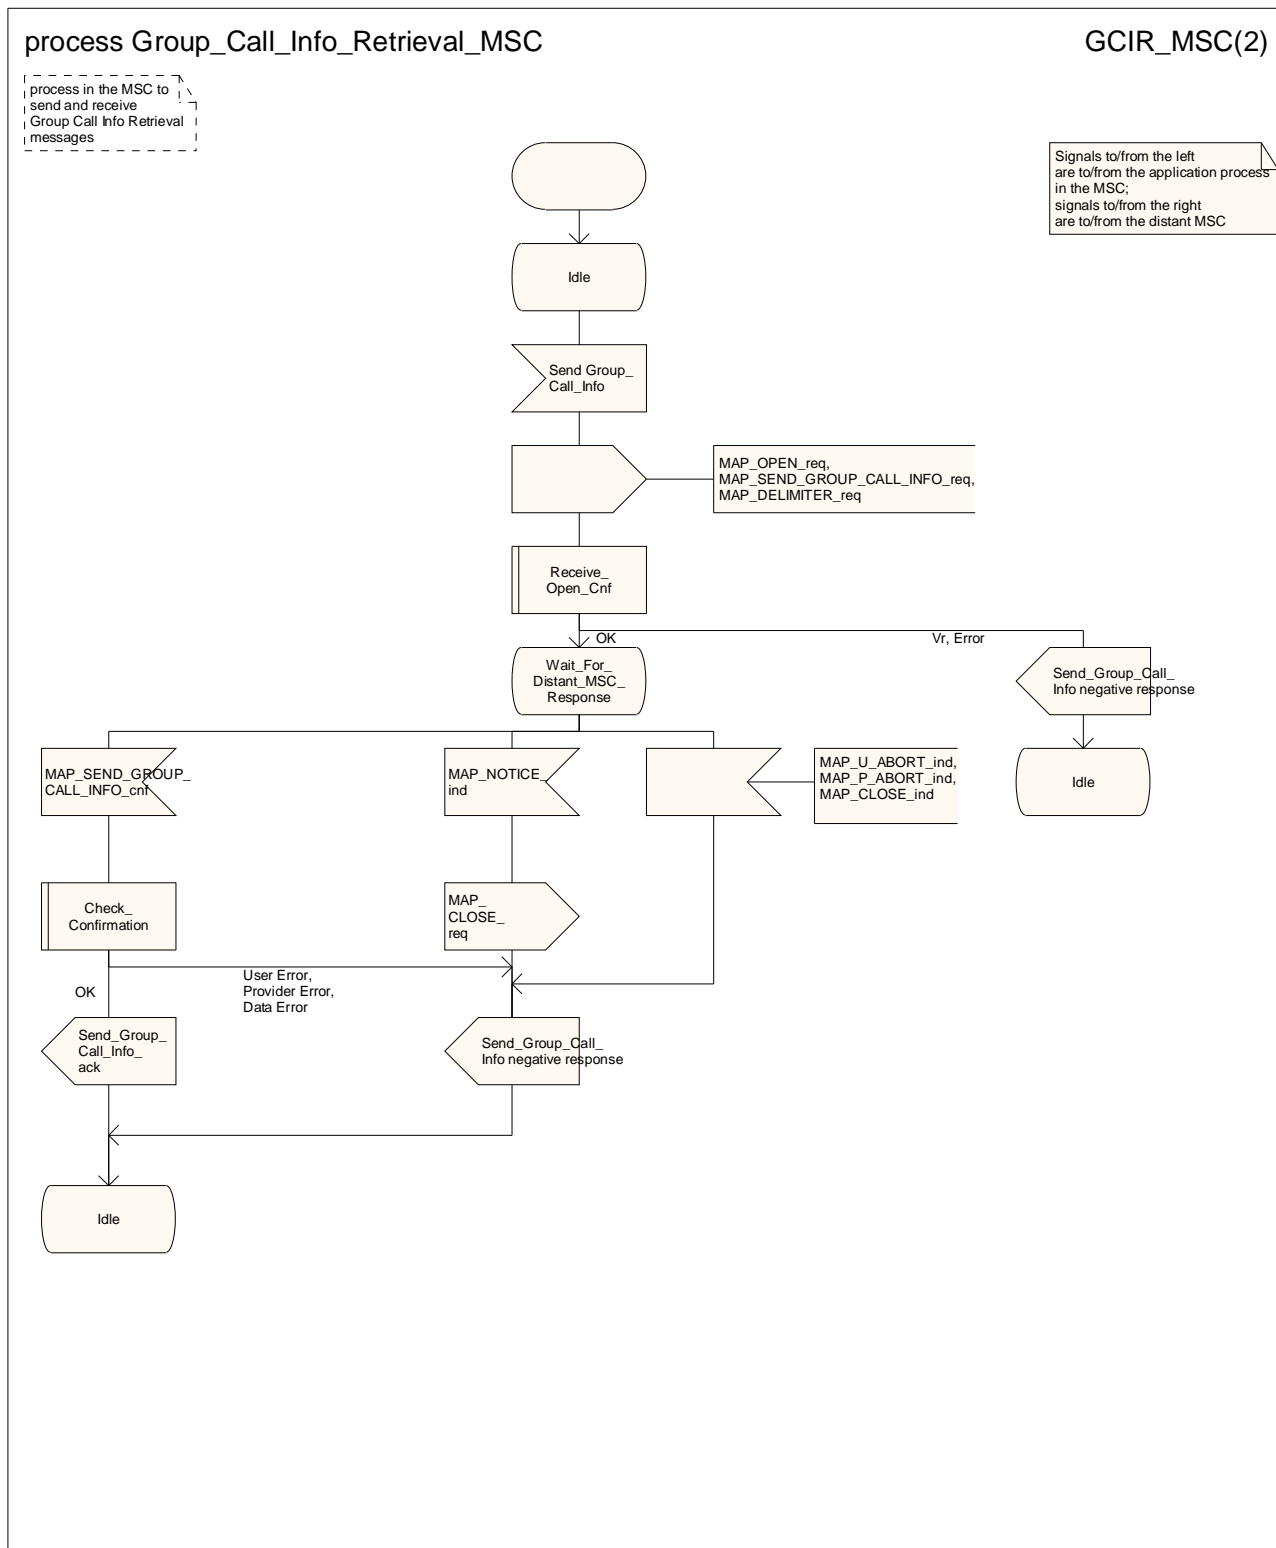 process Group_Call_Info_Retrieval_MSC
GCIR_MSC(2)
process in the MSC to
send and receive
Group Call Info Retrieval
messages
Signals to/from the left
are to/from the application process
in the MSC;
signals to/from the right
are to/from the distant MSC
Idle
Send Group_
Call_Info
MAP_OPEN_req,
MAP_SEND_GROUP_CALL_INFO_req,
MAP_DELIMITER_req
Receive_
Open_Cnf
OK
Vr, Error
Wait_For_
Distant_MSC_
Response
Send_Group_Call_
Info negative response
MAP_SEND_GROUP_
CALL_INFO_cnf
MAP_NOTICE_
ind
MAP_U_ABORT_ind,
MAP_P_ABORT_ind,
MAP_CLOSE_ind
Idle
Check_
Confirmation
MAP_
CLOSE_
req
User Error,
Provider Error,
Data Error
OK
Send_Group_
Call_Info_
ack
Send_Group_Call_
Info negative response
Idle